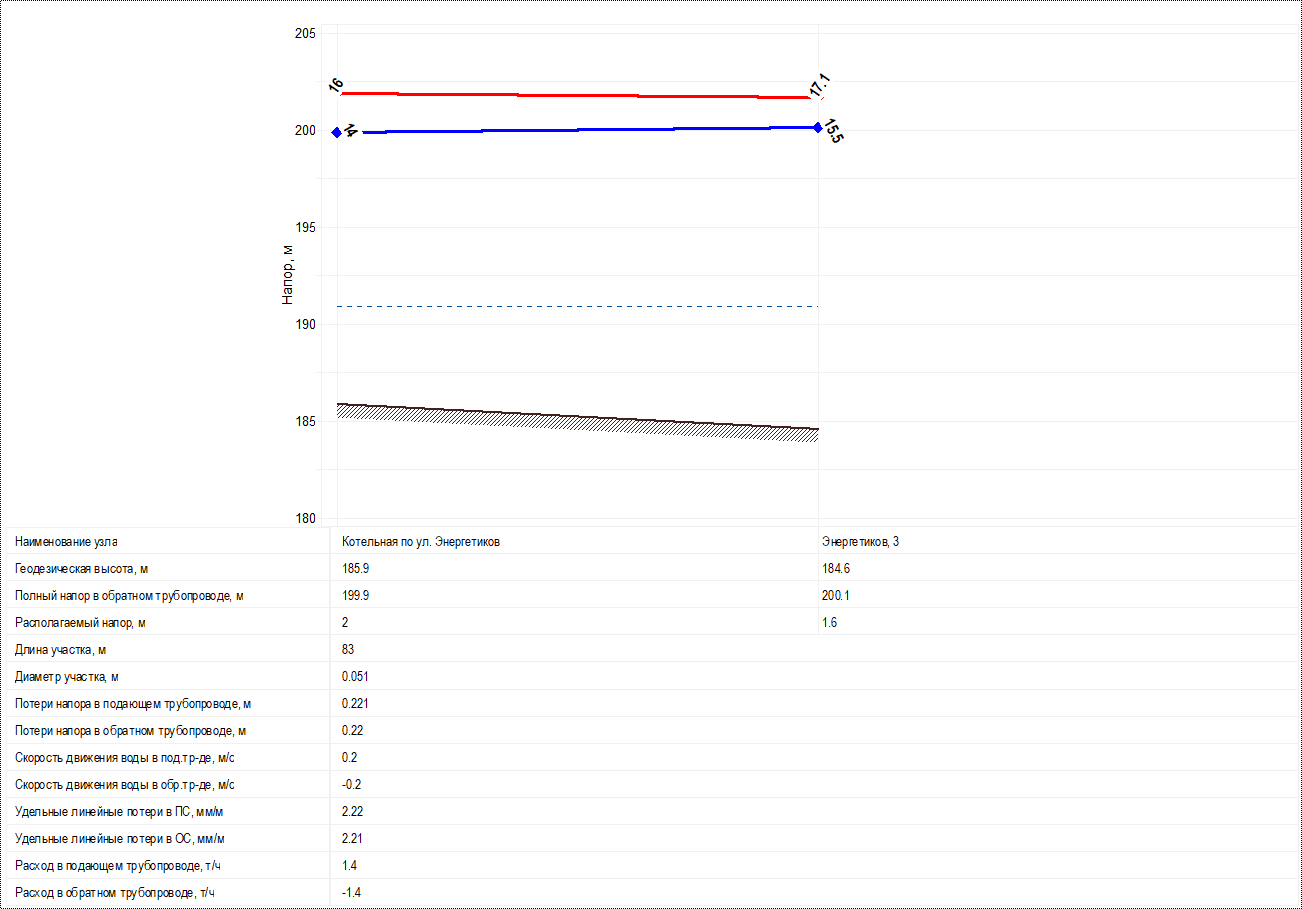 205
16
17.1
200
14
15.5
195
Напор, м
190
185
180
Наименование узла Котельная по ул. Энергетиков Энергетиков, 3
Геодезическая высота, м 185.9 184.6
Полный напор в обратном трубопроводе, м 199.9 200.1
Располагаемый напор, м 2 1.6
Длина участка, м 83
Диаметр участка, м 0.051
Потери напора в подающем трубопроводе, м 0.221
Потери напора в обратном трубопроводе, м 0.22
Скорость движения воды в под.тр-де, м/с 0.2
Скорость движения воды в обр.тр-де, м/с -0.2
Удельные линейные потери в ПС, мм/м 2.22
Удельные линейные потери в ОС, мм/м 2.21
Расход в подающем трубопроводе, т/ч 1.4
Расход в обратном трубопроводе, т/ч -1.4